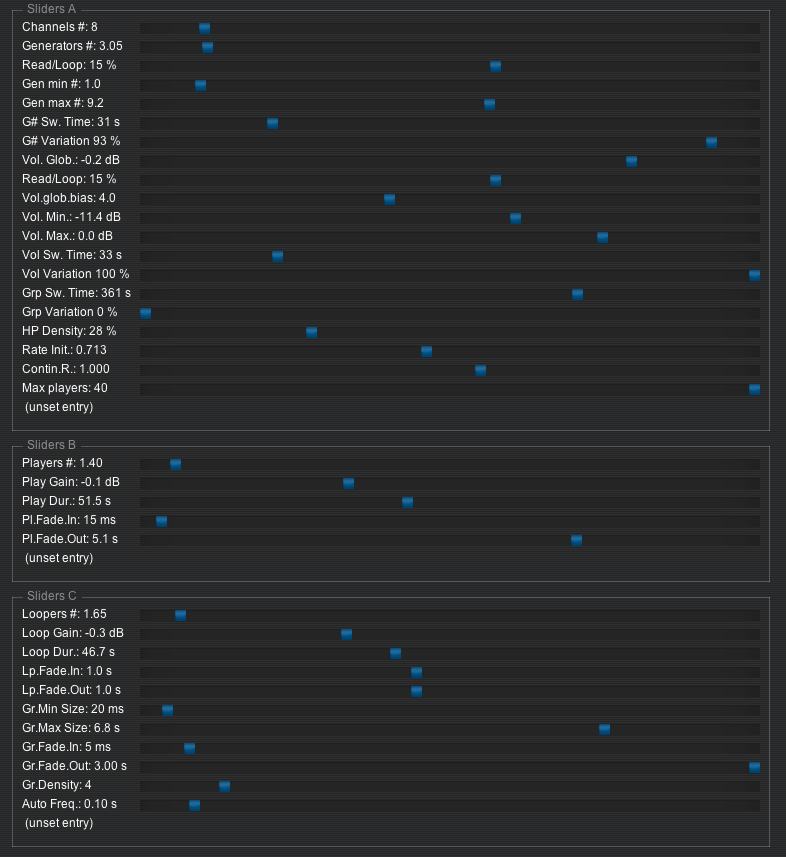 Sliders A
Channels #: 8
Generators #: 3.05
Read/Loop: 15 %
Gen min #: 1.0
Gen max #: 9.2
G# Sw. Time: 31 s
G# Variation 93 %
Vol. Glob.: -0.2 dB
Read/Loop: 15 %
Vol.glob.bias: 4.0
Vol. Min.: -11.4 dB
Vol. Max.: 0.0 dB
Vol Sw. Time: 33 s
Vol Variation 100 %
Grp Sw. Time: 361 s
Grp Variation 0 %
HP Density: 28 %
Rate Init.: 0.713
Contin.R.: 1.000
Max players: 40
(unset entry)
Sliders B
Players #: 1.40
Play Gain: -0.1 dB
Play Dur.: 51.5 s
Pl.Fade.In: 15 ms
Pl.Fade.Out: 5.1 s
(unset entry)
Sliders C
Loopers #: 1.65
Loop Gain: -0.3 dB
Loop Dur.: 46.7 s
Lp.Fade.In: 1.0 s
Lp.Fade.Out: 1.0 s
Gr.Min Size: 20 ms
Gr.Max Size: 6.8 s
Gr.Fade.In: 5 ms
Gr.Fade.Out: 3.00 s
Gr.Density: 4
Auto Freq.: 0.10 s
(unset entry)